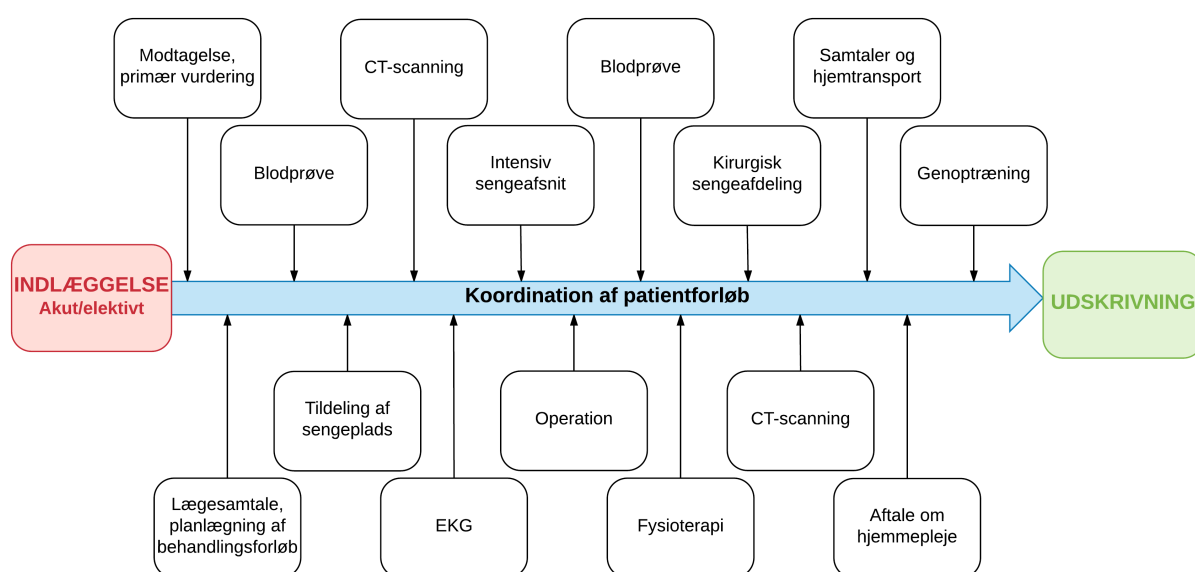 Modtagelse,
primær vurdering
CT-scanning
Blodprøve
Samtaler og
hjemtransport
Blodprøve
Intensiv
sengeafsnit
Kirurgisk
sengeafdeling
Genoptræning
INDLÆGGELSE
Akut/elektivt
Koordination af patientforløb
UDSKRIVNING
Tildeling af
sengeplads
Operation
CT-scanning
Lægesamtale,
planlægning af
behandlingsforløb
EKG
Fysioterapi
Aftale om
hjemmepleje